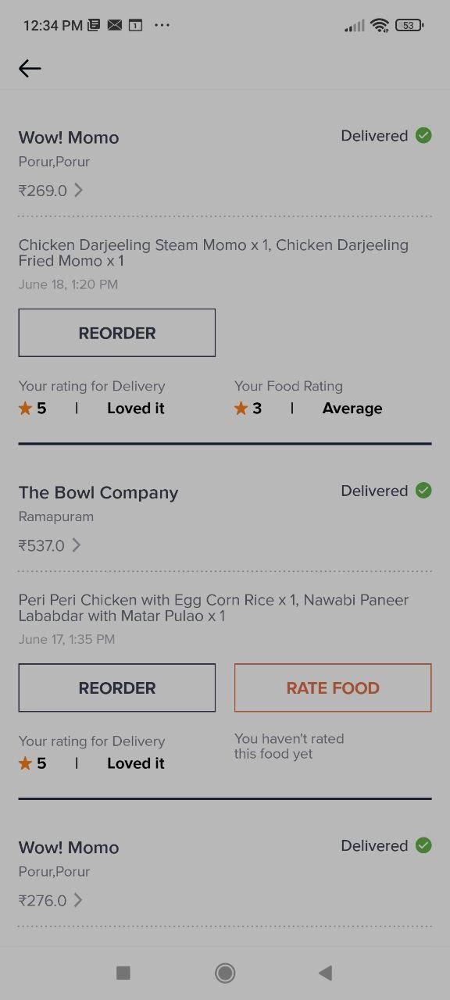 12:34 PM 1 53
Wow! Momo Delivered
Porur,Porur
₹269.0
Chicken Darjeeling Steam Momo x 1, Chicken Darjeeling
Fried Momo x 1
June 18, 1:20 PM
REORDER
Your rating for Delivery Your Food Rating
5 | Loved it 3 | Average
The Bowl Company Delivered
Ramapuram
₹537.0
Peri Peri Chicken with Egg Corn Rice x 1, Nawabi Paneer
Lababdar with Matar Pulao x 1
June 17, 1:35 PM
REORDER RATE FOOD
Your rating for Delivery You haven't rated
this food yet
5 | Loved it
Wow! Momo Delivered
Porur,Porur
₹276.0